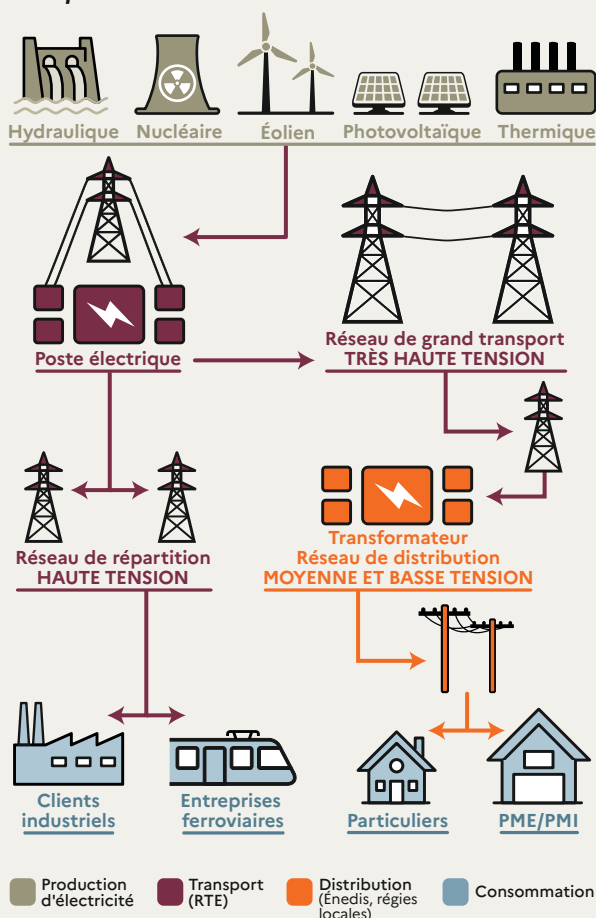 Hydraulique
Nucléaire
Éolien
Photovoltaïque
Thermique
Poste électrique
Réseau de grand transport
TRÈS HAUTE TENSION
Réseau de répartition
HAUTE TENSION
Transformateur
Réseau de distribution
MOYENNE ET BASSE TENSION
Clients
industriels
Entreprises
ferroviaires
Particuliers
PME/PMI
Production
d'électricité
Transport
(RTE)
Distribution
(Énedis, régies
locales)
Consommation